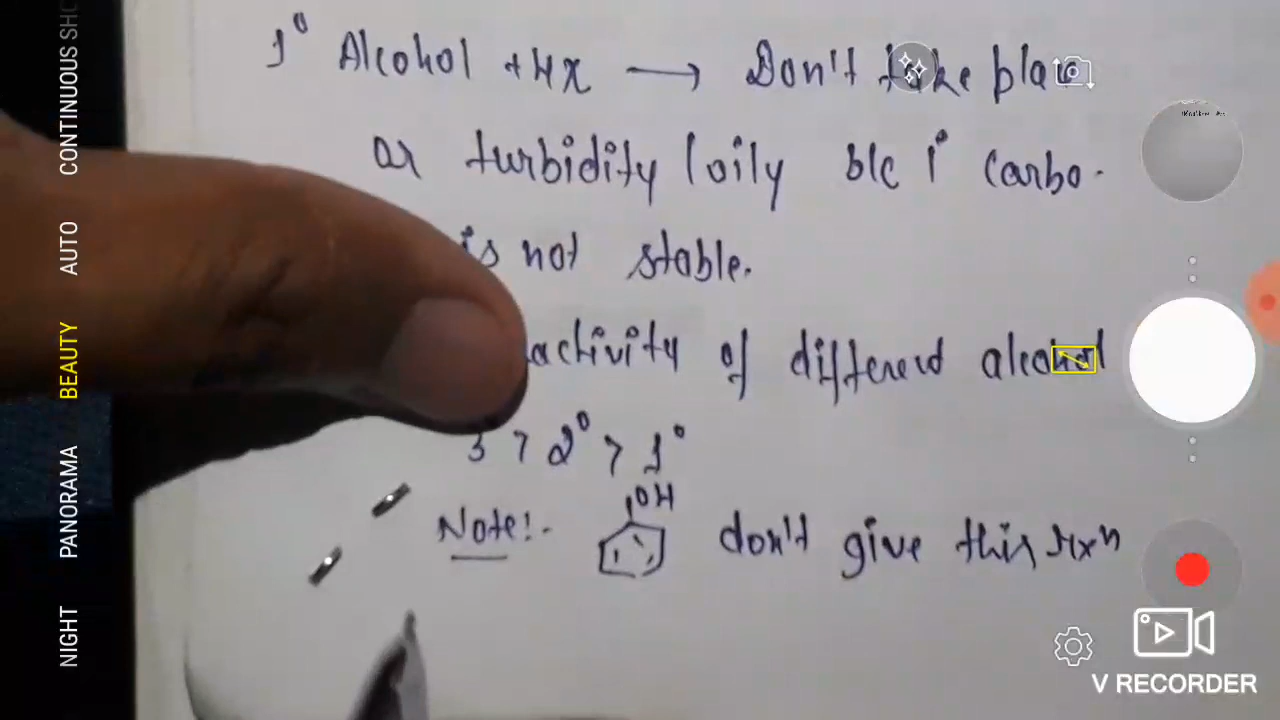 1° Alcohol + HX → Don't take place
or turbidity (oily b/c 1° carbo.
is not stable.
activity of different alcohol
3 > 2° > 1°
Note!- OH don't give this rxn
CONTINUOUS SHO
AUTO
BEAUTY
PANORAMA
NIGHT
V RECORDER